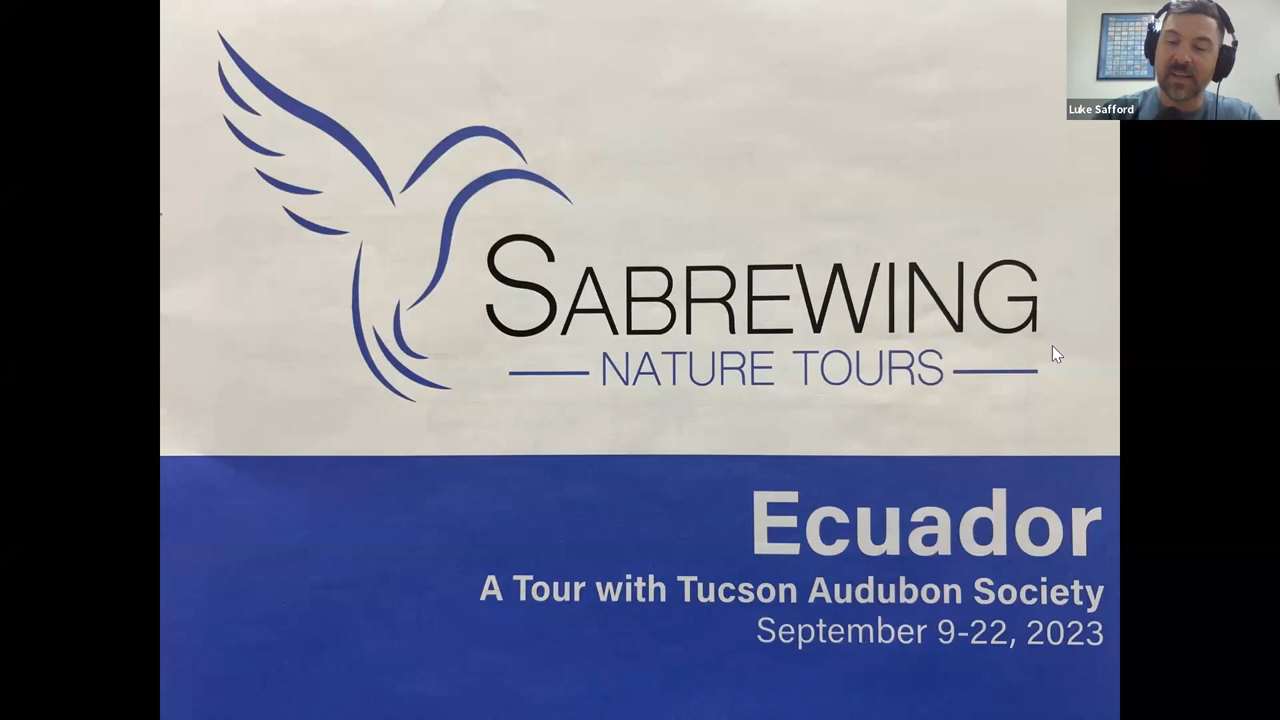 Luke Safford
SABREWING
NATURE TOURS
Ecuador
A Tour with Tucson Audubon Society
September 9-22, 2023